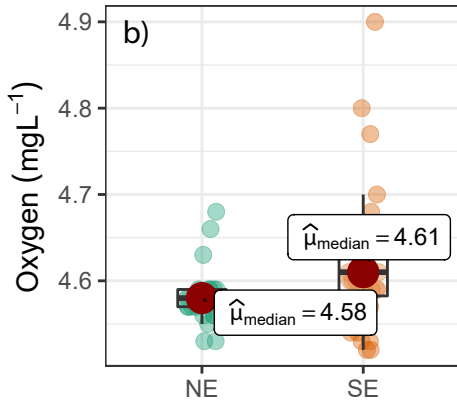 b)
Oxygen (mgL⁻¹)
4.9
4.8
4.7
4.6
μ̂median = 4.61
μ̂median = 4.58
NE
SE